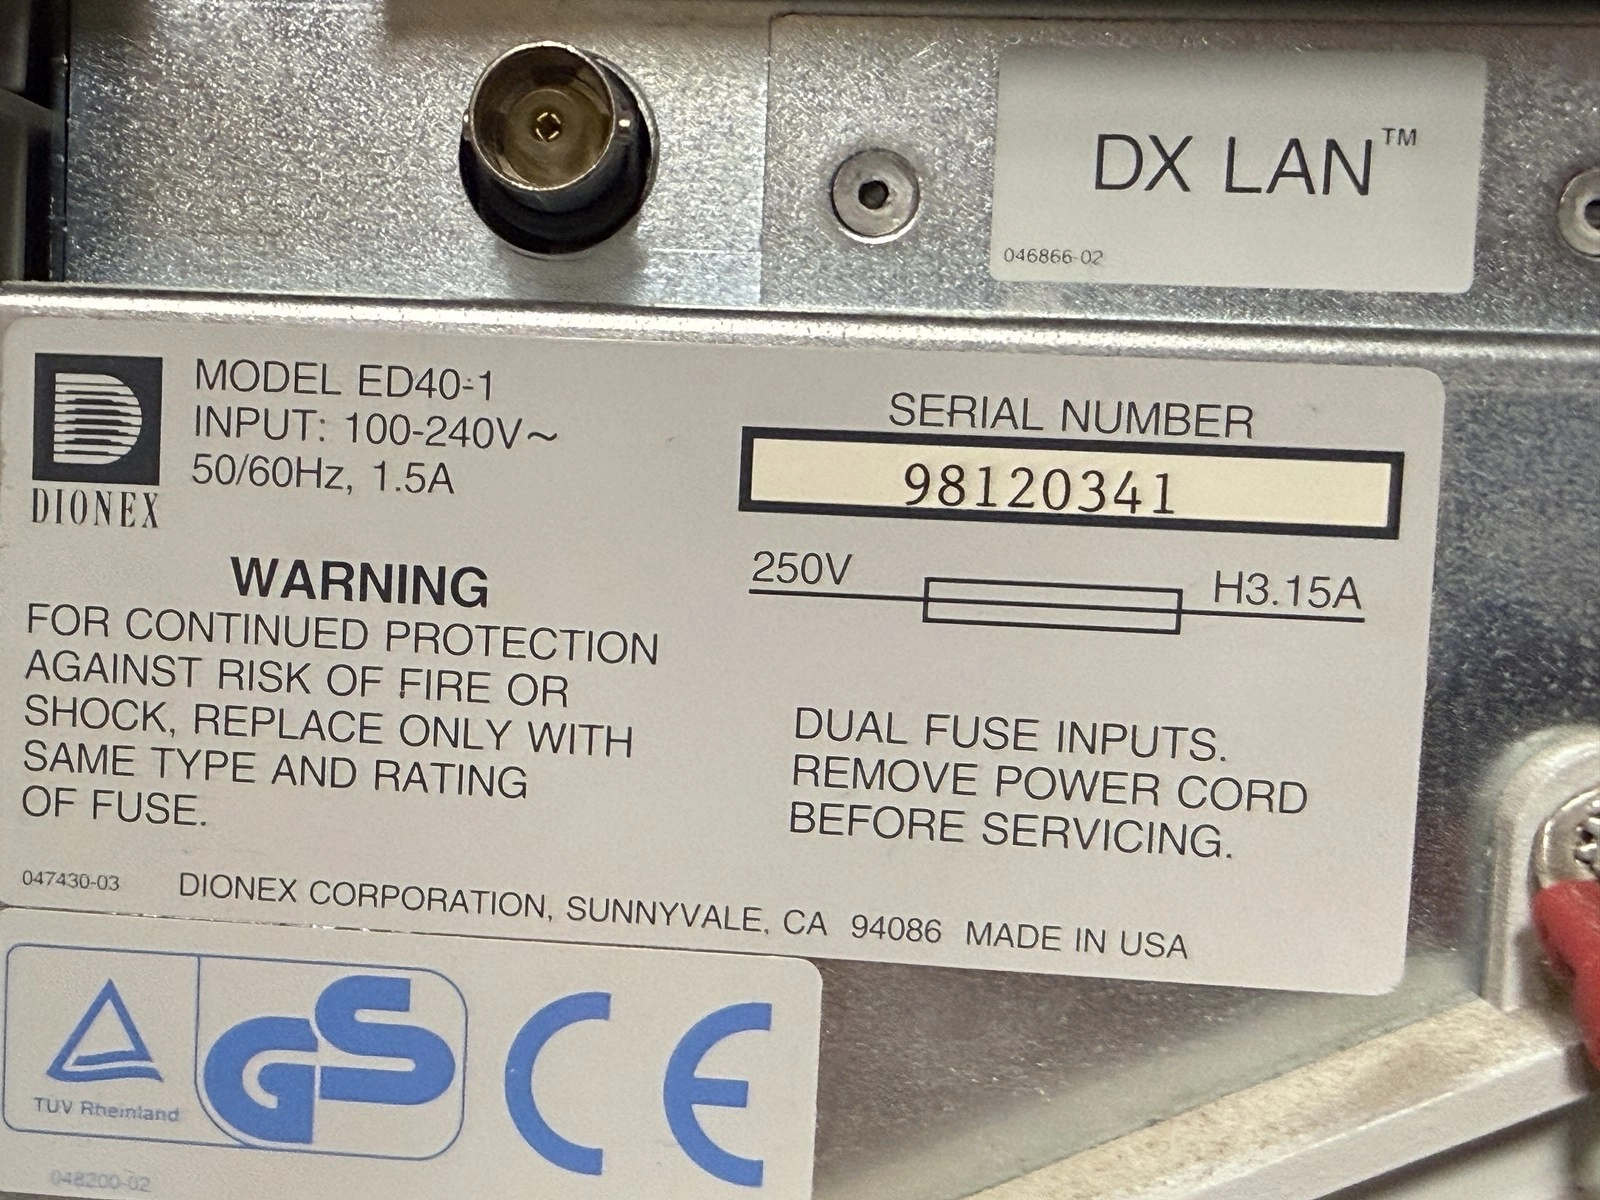 DX LAN™
046866-02
DIONEX
MODEL ED40-1
INPUT: 100-240V~
50/60Hz, 1.5A
SERIAL NUMBER
98120341
250V H3.15A
WARNING
FOR CONTINUED PROTECTION
AGAINST RISK OF FIRE OR
SHOCK, REPLACE ONLY WITH
SAME TYPE AND RATING
OF FUSE.
DUAL FUSE INPUTS.
REMOVE POWER CORD
BEFORE SERVICING.
047430-03 DIONEX CORPORATION, SUNNYVALE, CA 94086 MADE IN USA
TUV Rheinland
GS
CE
048200-02